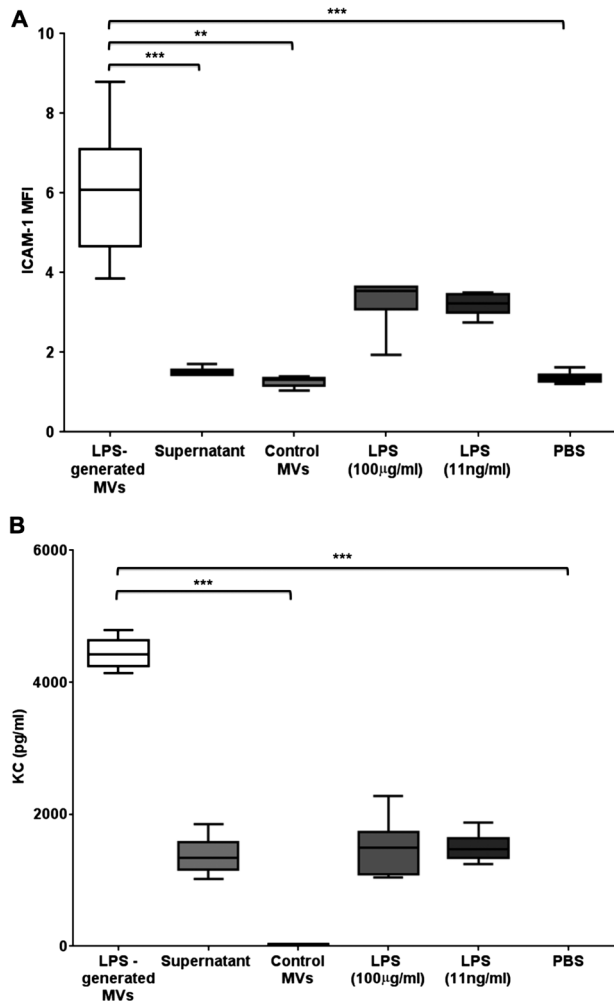 A
***
**
***
10
8
6
4
2
0
ICAM-1 MFI
LPS- Supernatant Control LPS LPS PBS
generated MVs (100µg/ml) (11ng/ml)
MVs
B
6000
***
***
4000
2000
0
KC (pg/ml)
LPS - Supernatant Control LPS LPS PBS
generated MVs (100µg/ml) (11ng/ml)
MVs